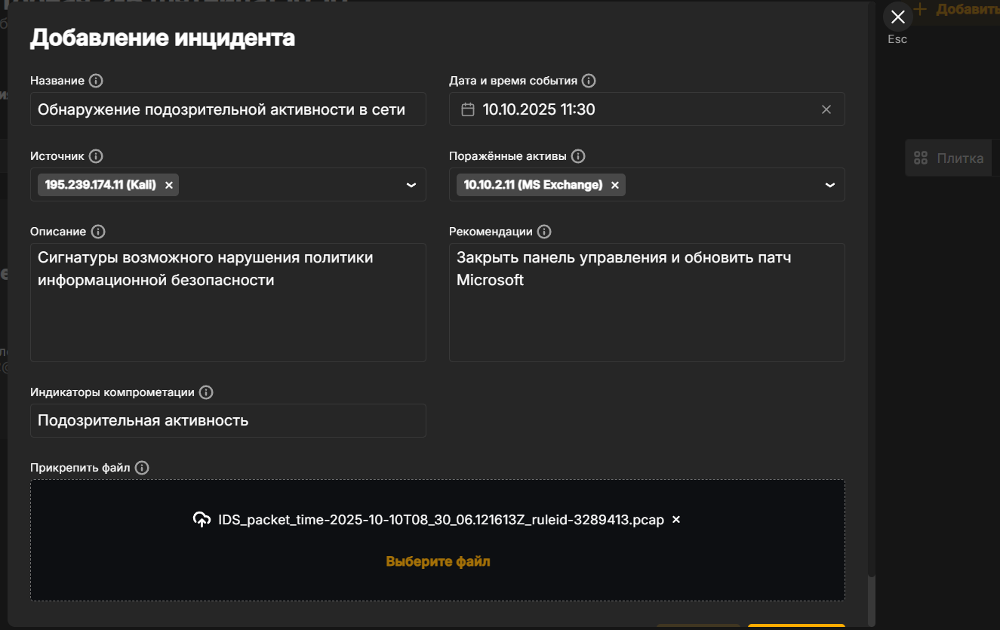 Добавить
Esc
Добавление инцидента
Название
Дата и время события
Обнаружение подозрительной активности в сети
10.10.2025 11:30
Источник
Поражённые активы
195.239.174.11 (Kali)
10.10.2.11 (MS Exchange)
Плитка
Описание
Рекомендации
Сигнатуры возможного нарушения политики
информационной безопасности
Закрыть панель управления и обновить патч
Microsoft
Индикаторы компрометации
Подозрительная активность
Прикрепить файл
IDS_packet_time-2025-10-10T08_30_06.121613Z_ruleid-3289413.pcap
Выберите файл